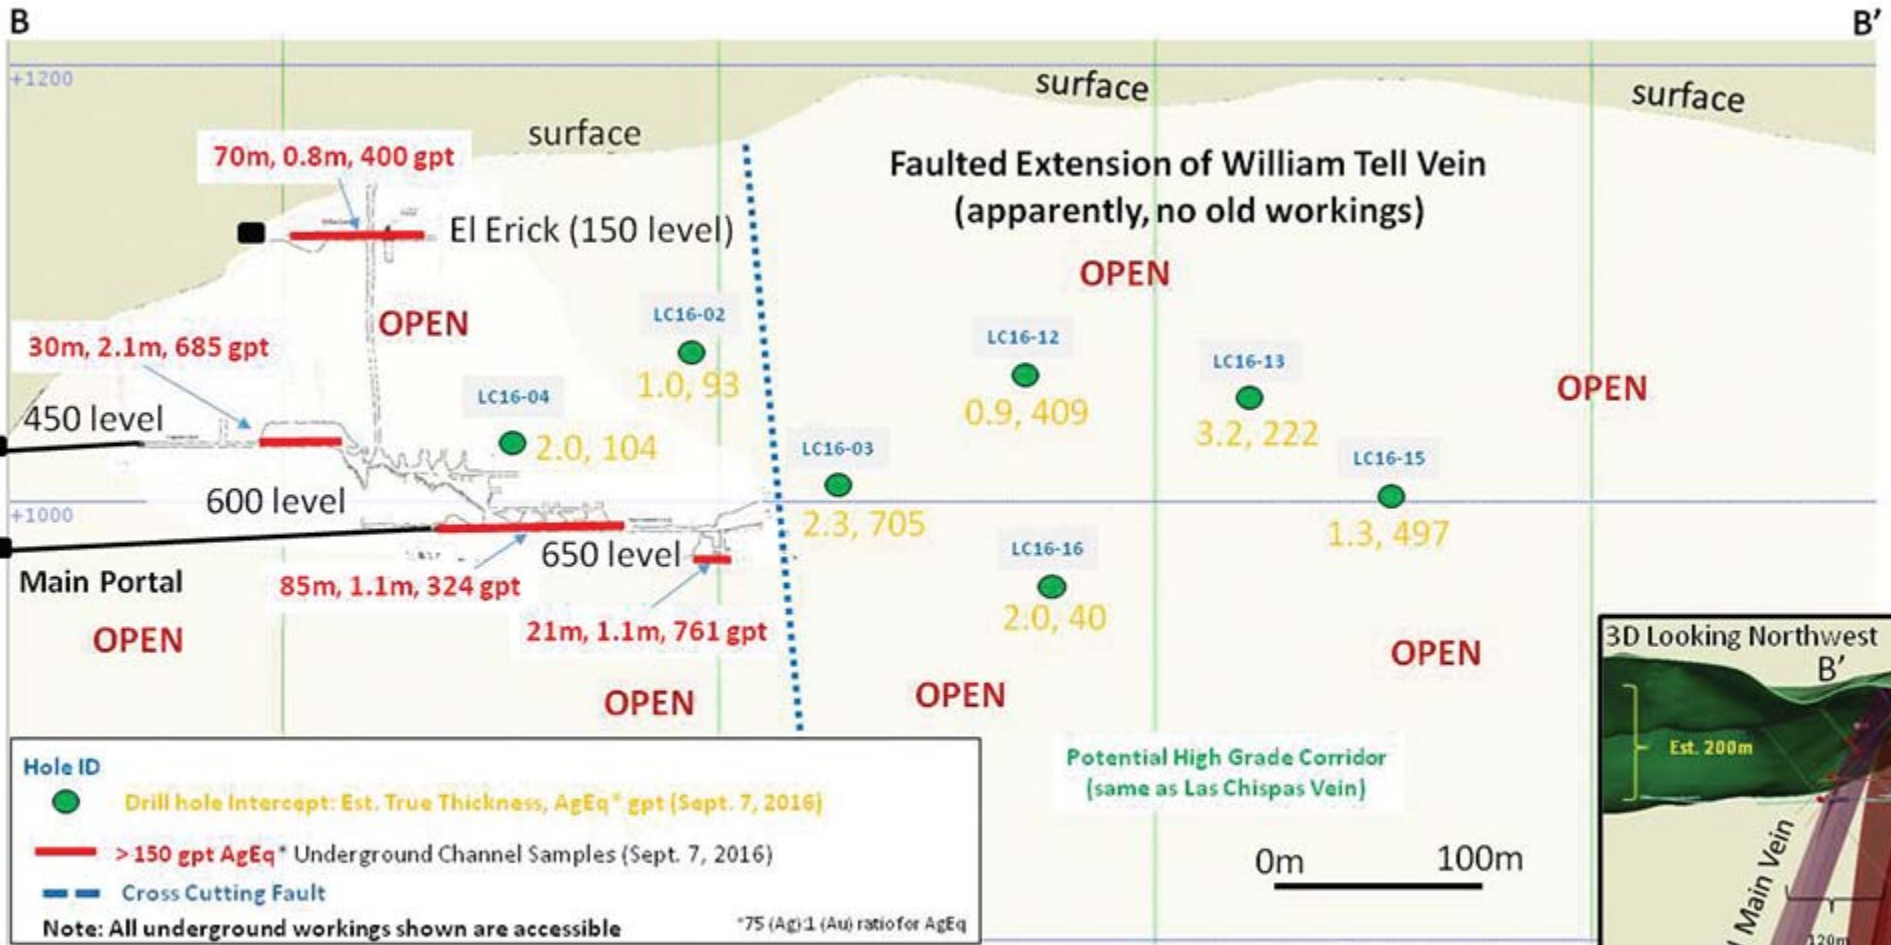 B
B'
+1200
surface
surface
surface
70m, 0.8m, 400 gpt
Faulted Extension of William Tell Vein
(apparently, no old workings)
El Erick (150 level)
OPEN
OPEN
LC16-02
30m, 2.1m, 685 gpt
LC16-12
LC16-13
1.0, 93
OPEN
LC16-04
0.9, 409
450 level
3.2, 222
2.0, 104
LC16-03
LC16-15
600 level
+1000
2.3, 705
1.3, 497
650 level
LC16-16
Main Portal
85m, 1.1m, 324 gpt
2.0, 40
21m, 1.1m, 761 gpt
OPEN
OPEN
OPEN
OPEN
3D Looking Northwest
B'
Est. 200m
Main Vein
120m
Potential High Grade Corridor
(same as Las Chispas Vein)
0m 100m
Hole ID
Drill hole Intercept: Est. True Thickness, AgEq* gpt (Sept. 7, 2016)
>150 gpt AgEq* Underground Channel Samples (Sept. 7, 2016)
Cross Cutting Fault
Note: All underground workings shown are accessible
*75 (Ag):1 (Au) ratio for AgEq